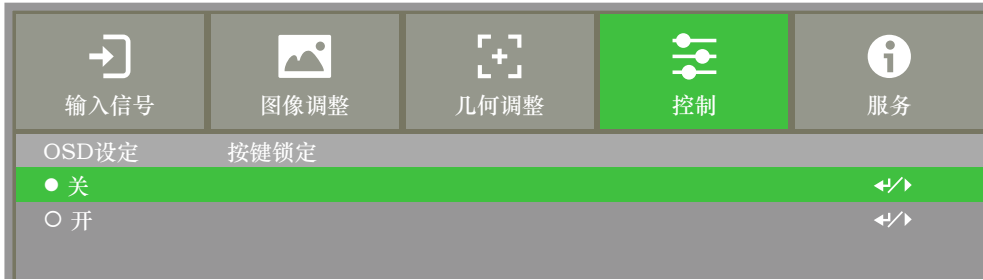 输入信号
图像调整
几何调整
控制
服务
OSD设定 按键锁定
关
开